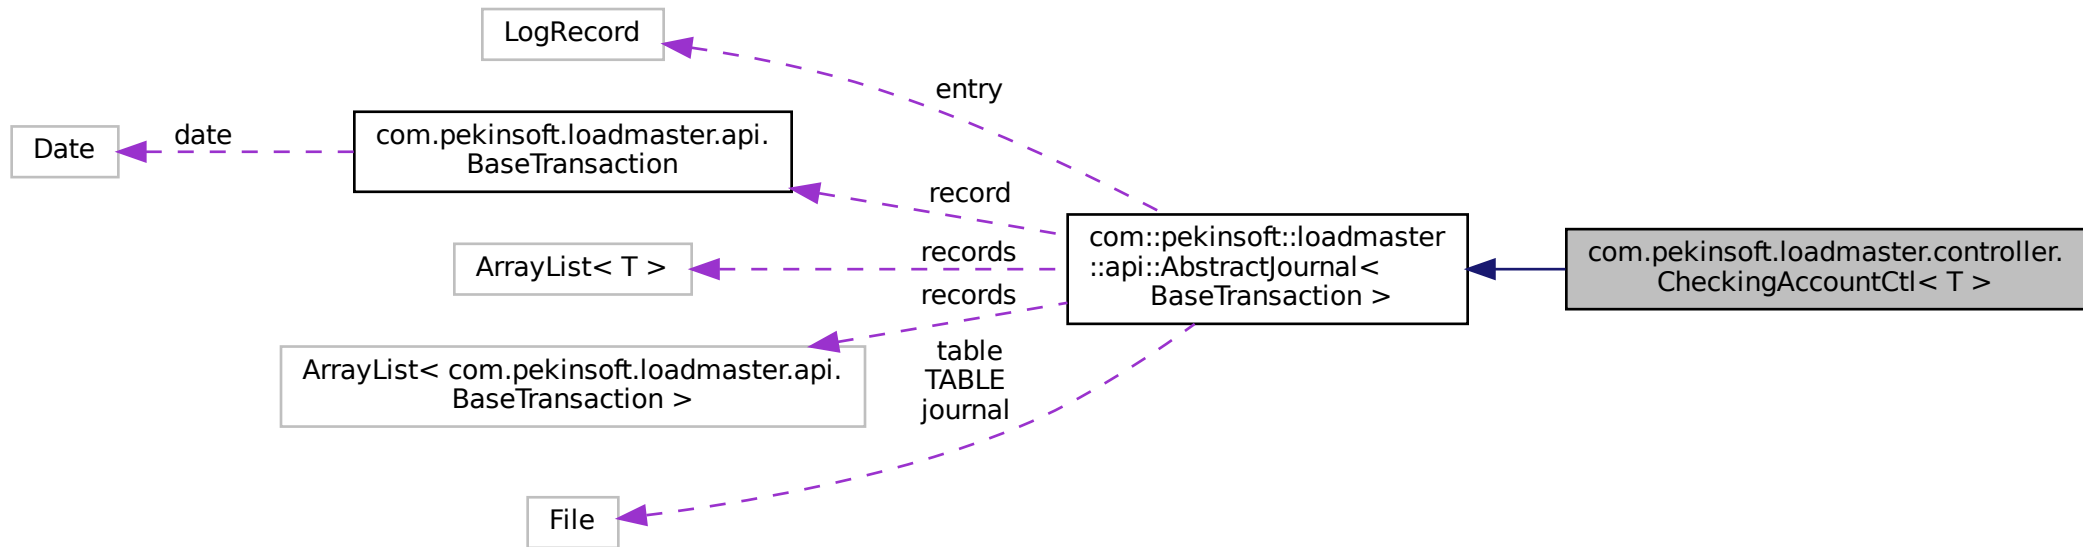 LogRecord
entry
Date
date
com.pekinsoft.loadmaster.api.
BaseTransaction
record
ArrayList< T >
records
records
ArrayList< com.pekinsoft.loadmaster.api.
BaseTransaction >
table
TABLE
journal
File
com::pekinsoft::loadmaster
::api::AbstractJournal<
BaseTransaction >
com.pekinsoft.loadmaster.controller.
CheckingAccountCtl< T >